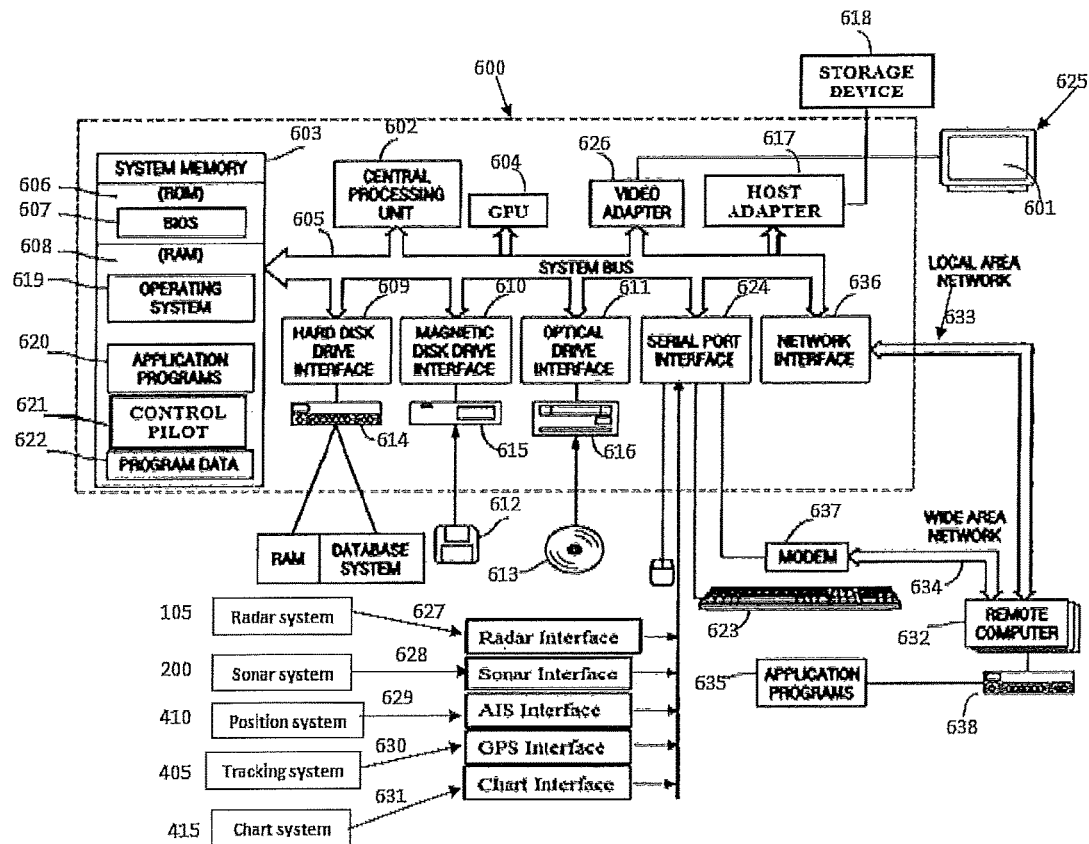 618
STORAGE
DEVICE
600
625
603
602
626
617
604
SYSTEM MEMORY
CENTRAL
PROCESSING
UNIT
606
(ROM)
607
BIOS
GPU
VIDEO
ADAPTER
HOST
ADAPTER
601
608
(RAM)
605
SYSTEM BUS
619
OPERATING
SYSTEM
609
610
611
624
636
LOCAL AREA
NETWORK
633
HARD DISK
DRIVE
INTERFACE
MAGNETIC
DISK DRIVE
INTERFACE
OPTICAL
DRIVE
INTERFACE
SERIAL PORT
INTERFACE
NETWORK
INTERFACE
620
APPLICATION
PROGRAMS
621
CONTROL
PILOT
614
615
616
622
PROGRAM DATA
612
637
WIDE AREA
NETWORK
RAM
DATABASE
SYSTEM
613
MODEM
634
623
105
Radar system
627
Radar Interface
632
REMOTE
COMPUTER
200
Sonar system
628
Sonar Interface
635
APPLICATION
PROGRAMS
638
410
Position system
629
AIS Interface
405
Tracking system
630
GPS Interface
415
Chart system
631
Chart Interface